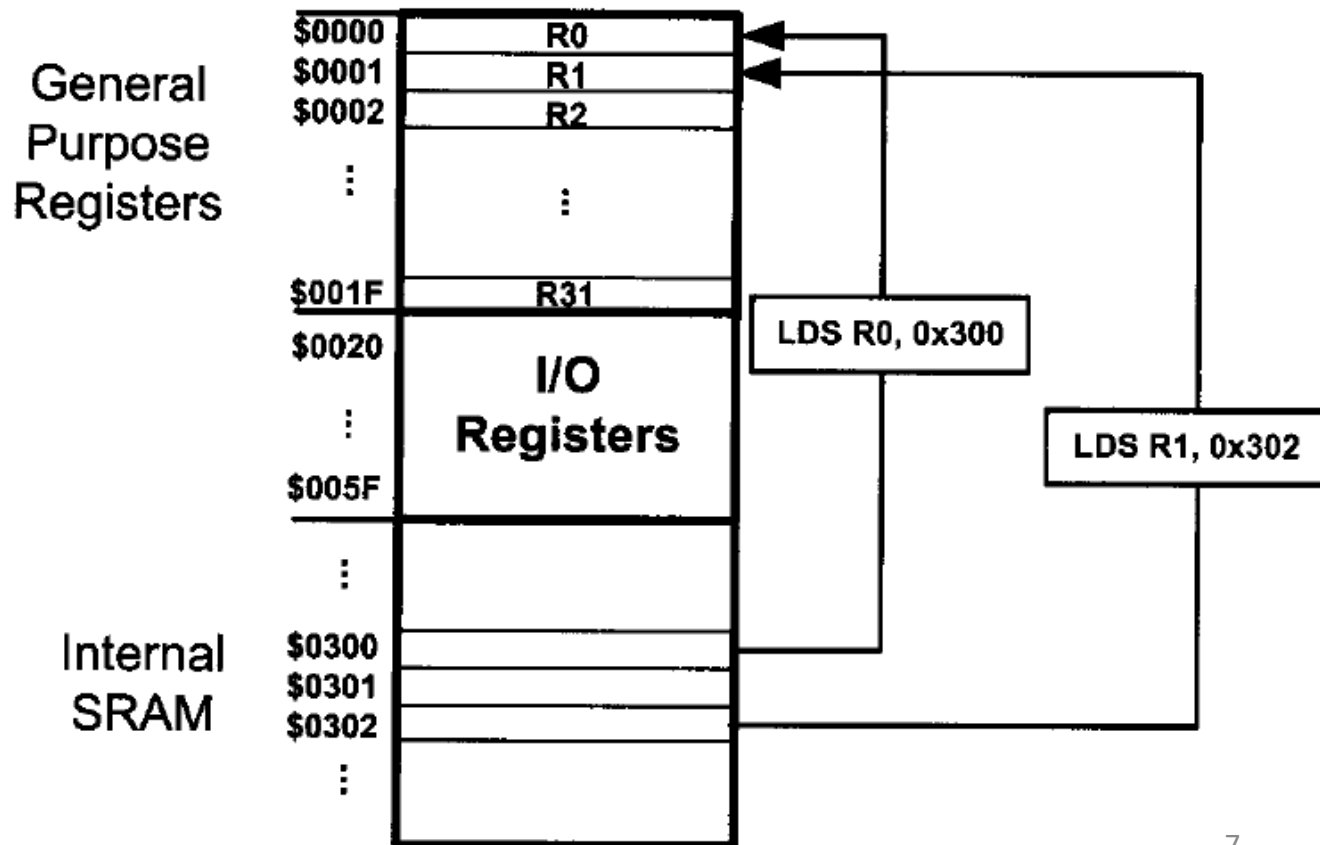 General
Purpose
Registers
$0000
R0
$0001
R1
$0002
R2
⋮
⋮
$001F
R31
$0020
I/O
Registers
⋮
$005F
LDS R0, 0x300
LDS R1, 0x302
Internal
SRAM
⋮
$0300
$0301
$0302
⋮
7